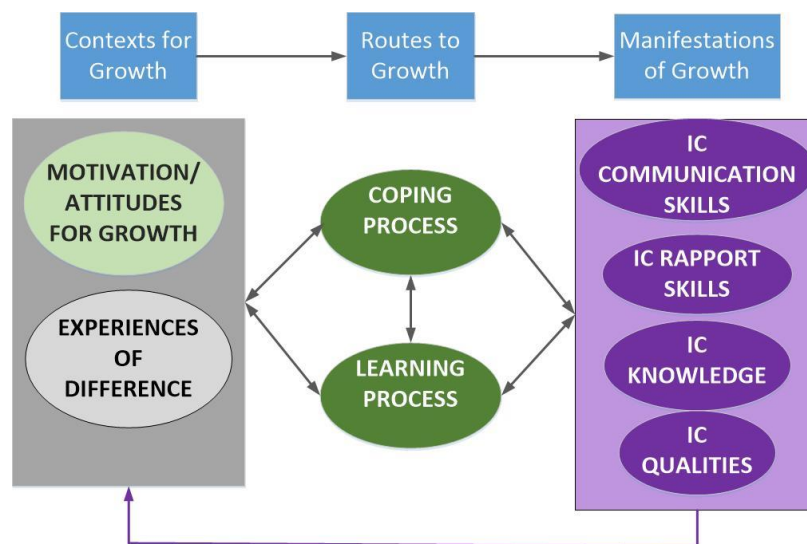 Contexts for
Growth
Routes to
Growth
Manifestations
of Growth
MOTIVATION/
ATTITUDES
FOR GROWTH
EXPERIENCES
OF
DIFFERENCE
COPING
PROCESS
LEARNING
PROCESS
IC
COMMUNICATION
SKILLS
IC RAPPORT
SKILLS
IC
KNOWLEDGE
IC
QUALITIES